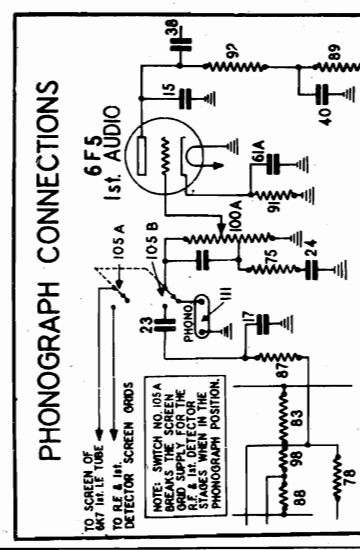 PHONOGRAPH CONNECTIONS
6F5
1st. AUDIO
38
92
89
15
40
61A
91
100A
105 A
105 B
75
24
23
PHONO
111
17
87
TO SCREEN OF
6K7 1st. I.F. TUBE
TO R.F. & 1st.
DETECTOR SCREEN GRIDS
NOTE: SWITCH NO. 105A
BREAKS THE SCREEN
GRID SUPPLY FOR THE
R.F. & 1st. DETECTOR
STAGES WHEN IN THE
PHONOGRAPH POSITION.
88
98
83
78